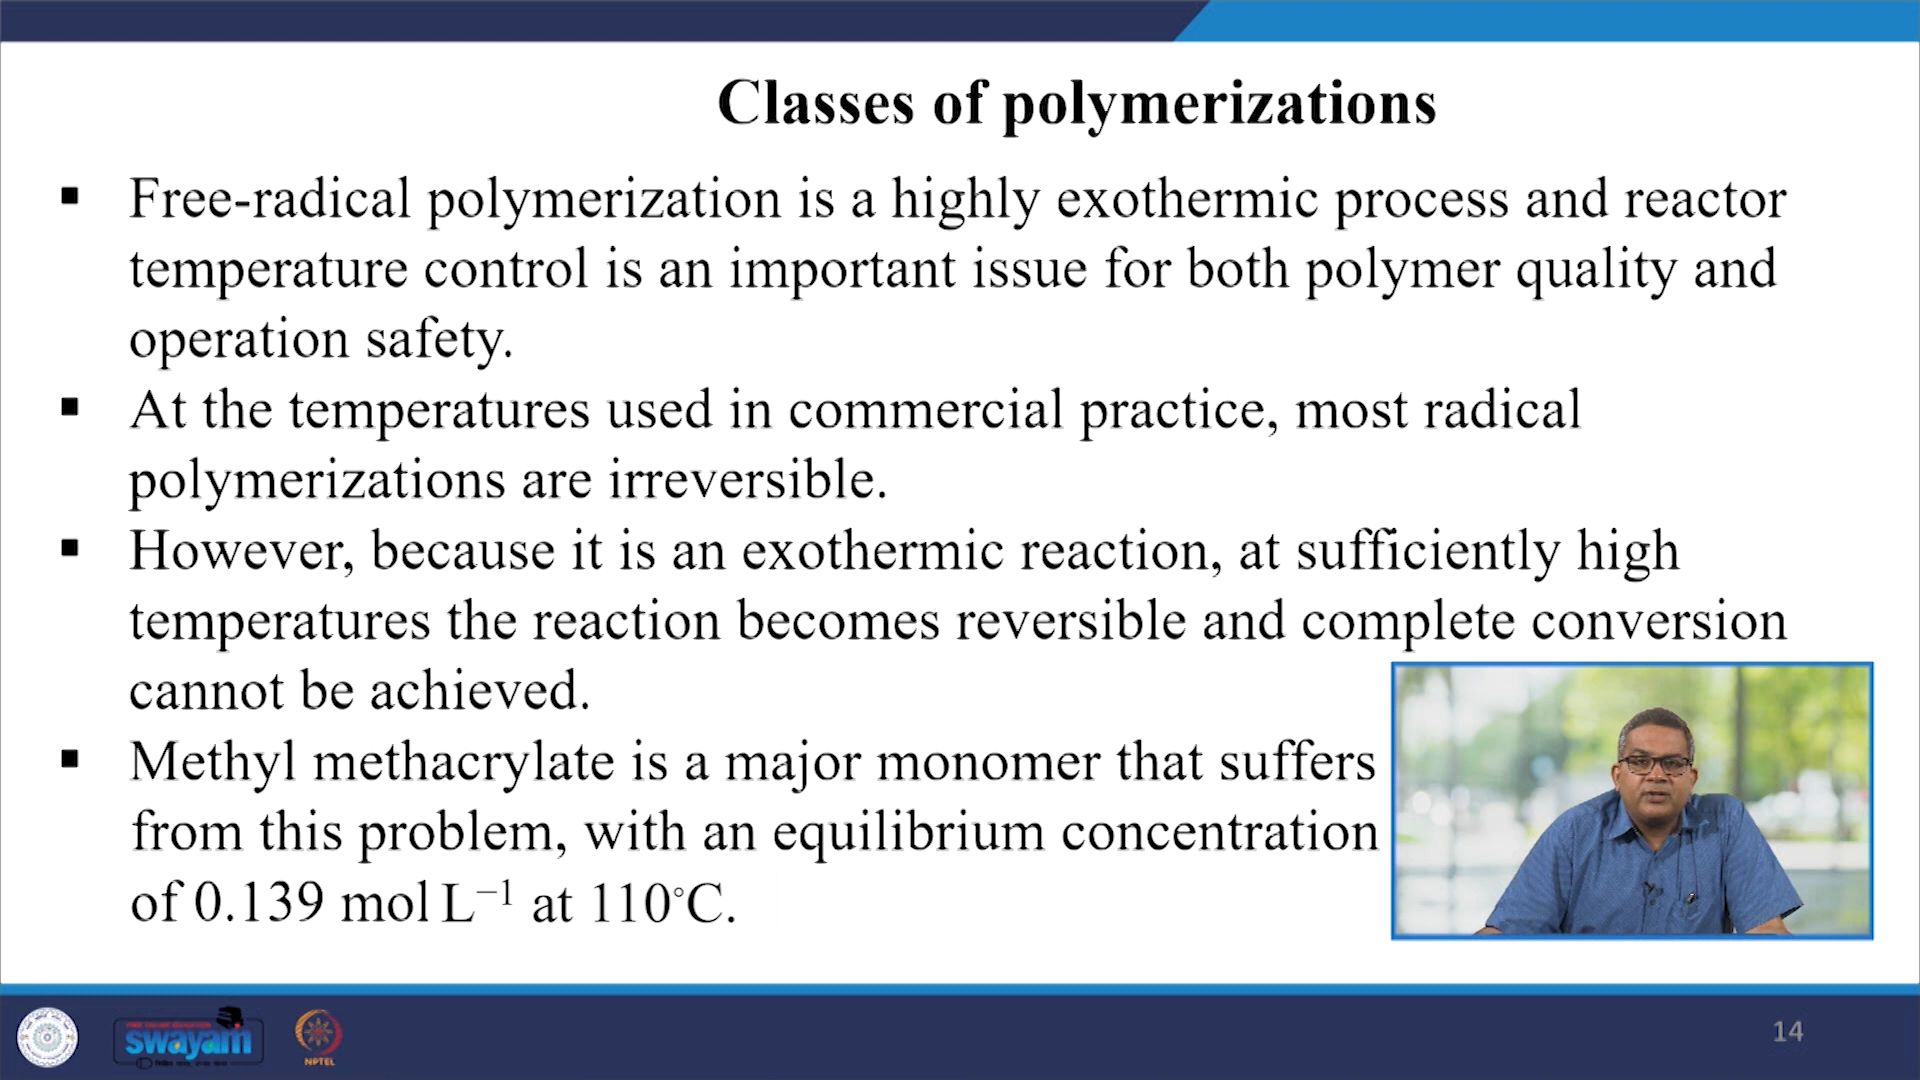 Classes of polymerizations
▪ Free-radical polymerization is a highly exothermic process and reactor
temperature control is an important issue for both polymer quality and
operation safety.
▪ At the temperatures used in commercial practice, most radical
polymerizations are irreversible.
▪ However, because it is an exothermic reaction, at sufficiently high
temperatures the reaction becomes reversible and complete conversion
cannot be achieved.
▪ Methyl methacrylate is a major monomer that suffers
from this problem, with an equilibrium concentration
of 0.139 mol L⁻¹ at 110°C.
swayam
NPTEL
14